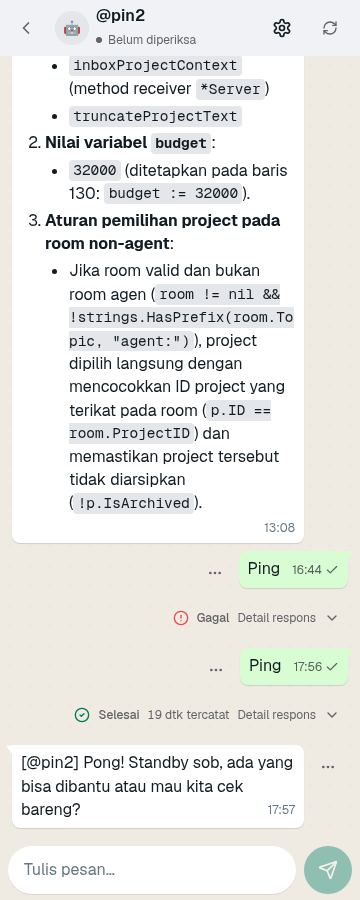 @pin2
Belum diperiksa
• inboxProjectContext
(method receiver *Server)
• truncateProjectText
2. Nilai variabel budget:
• 32000 (ditetapkan pada baris
130: budget := 32000).
3. Aturan pemilihan project pada
room non-agent:
• Jika room valid dan bukan
room agen (room != nil &&
!strings.HasPrefix(room.To
pic, "agent:")), project
dipilih langsung dengan
mencocokkan ID project yang
terikat pada room (p.ID ==
room.ProjectID) dan
memastikan project tersebut
tidak diarsipkan
(!p.IsArchived).
13:08
... Ping 16:44
Gagal Detail respons
... Ping 17:56
Selesai 19 dtk tercatat Detail respons
[@pin2] Pong! Standby sob, ada yang ...
bisa dibantu atau mau kita cek
bareng? 17:57
Tulis pesan...